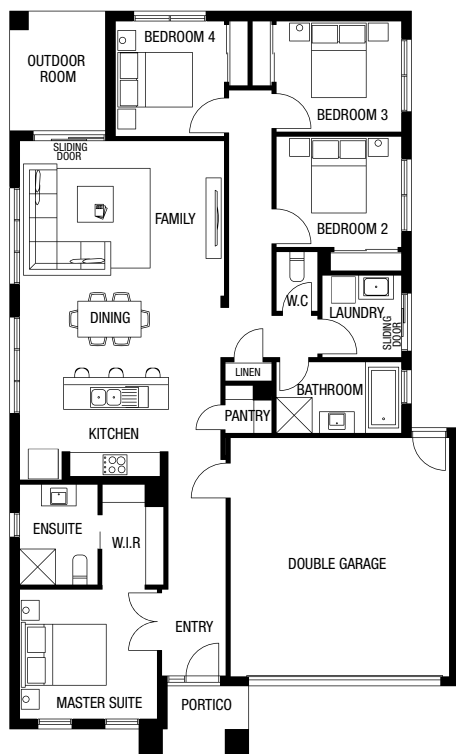 OUTDOOR
ROOM
BEDROOM 4
BEDROOM 3
SLIDING
DOOR
FAMILY
BEDROOM 2
W.C
LAUNDRY
SLIDING
DOOR
DINING
LINEN
BATHROOM
PANTRY
KITCHEN
ENSUITE
W.I.R
DOUBLE GARAGE
ENTRY
MASTER SUITE
PORTICO